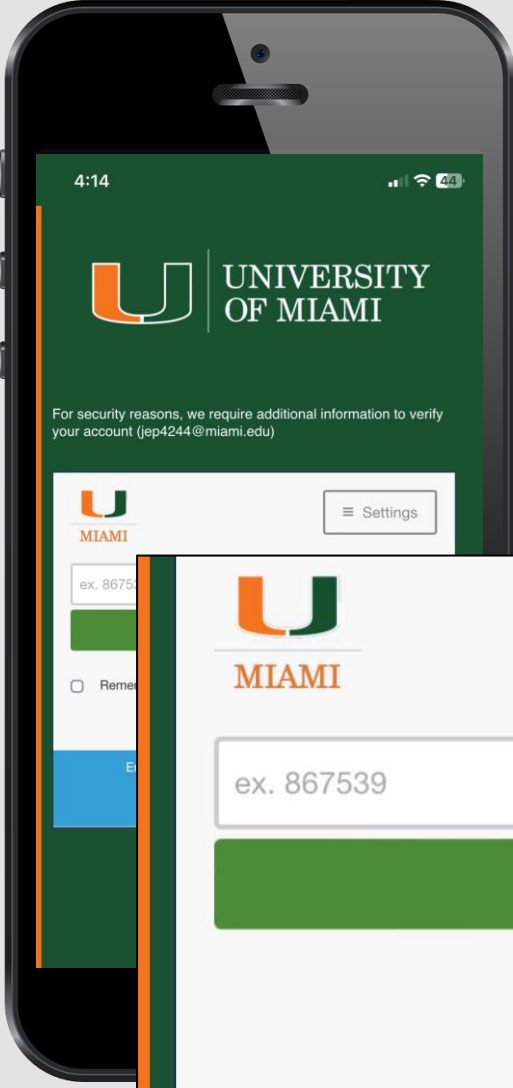 4:14
44
UNIVERSITY
OF MIAMI
For security reasons, we require additional information to verify
your account (jep4244@miami.edu)
MIAMI
≡ Settings
ex. 8675
MIAMI
ex. 867539